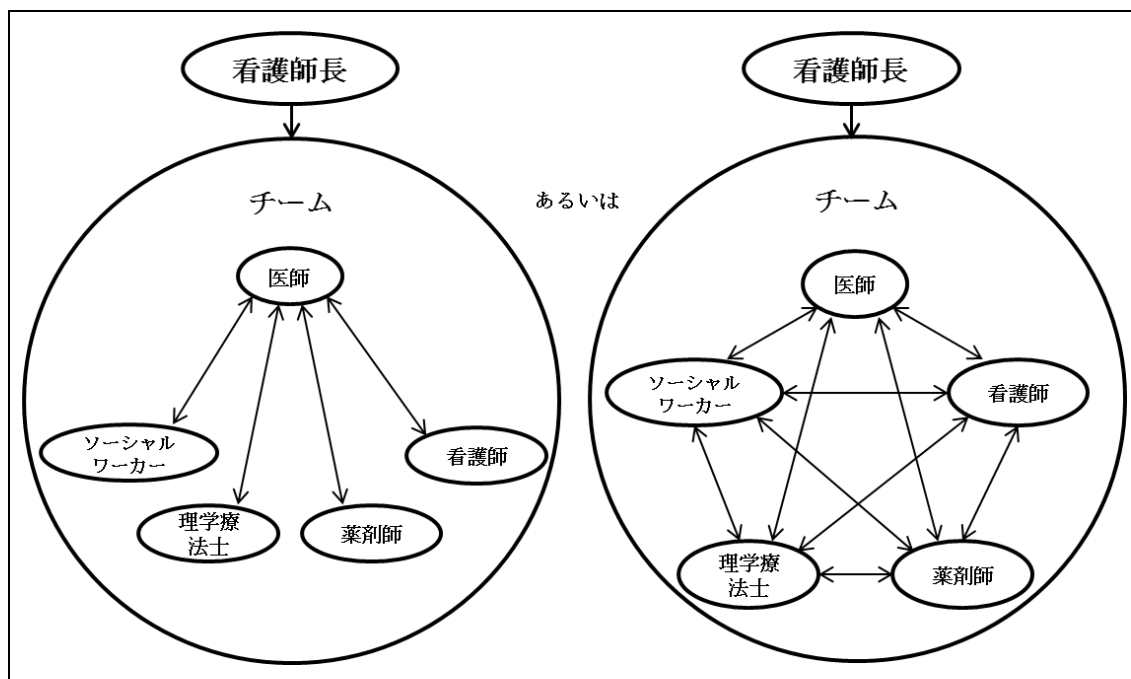 看護師長
チーム
医師
ソーシャル
ワーカー
理学療
法士
薬剤師
看護師
あるいは
看護師長
チーム
医師
ソーシャル
ワーカー
看護師
理学療
法士
薬剤師